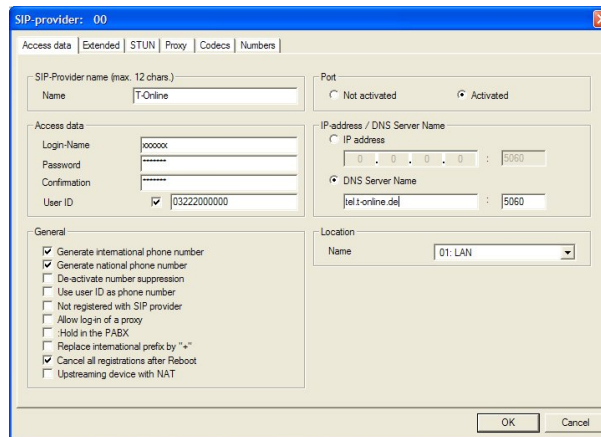 SIP-provider: 00
Access data Extended STUN Proxy Codecs Numbers
SIP-Provider name (max. 12 chars.)
Name T-Online
Port
Not activated Activated
Access data
Login-Name xxxxxx
Password *******
Confirmation *******
User ID 03222000000
IP-address / DNS Server Name
IP address
0 . 0 . 0 . 0 : 5060
DNS Server Name
tel.t-online.de : 5060
General
Generate international phone number
Generate national phone number
De-activate number suppression
Use user ID as phone number
Not registered with SIP provider
Allow log-in of a proxy
:Hold in the PABX
Replace international prefix by "+"
Cancel all registrations after Reboot
Upstreaming device with NAT
Location
Name 01: LAN
OK Cancel